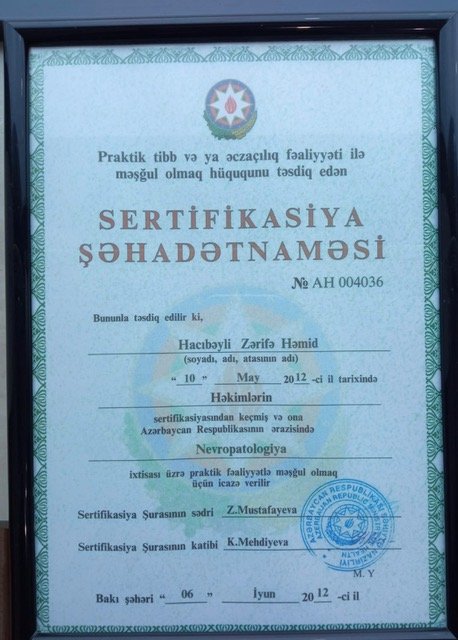 Praktik tibb və ya əczaçılıq fəaliyyəti ilə
məşğul olmaq hüququnu təsdiq edən
SERTİFİKASİYA
ŞƏHADƏTNAMƏSİ
№ AH 004036
Bununla təsdiq edilir ki,
Hacıbəyli Zərifə Həmid
(soyadı, adı, atasının adı)
“ 10 ” May 2012 -ci il tarixində
Həkimlərin
sertifikasiyasından keçmiş və ona
Azərbaycan Respublikasının ərazisində
Nevropatologiya
ixtisası üzrə praktik fəaliyyətlə məşğul olmaq
üçün icazə verilir
Sertifikasiya Şurasının sədri Z.Mustafayeva
Sertifikasiya Şurasının katibi K.Mehdiyeva
AZƏRBAYCAN RESPUBLİKASI
M. Y
Bakı şəhəri “ 06 ” İyun 2012 -ci il